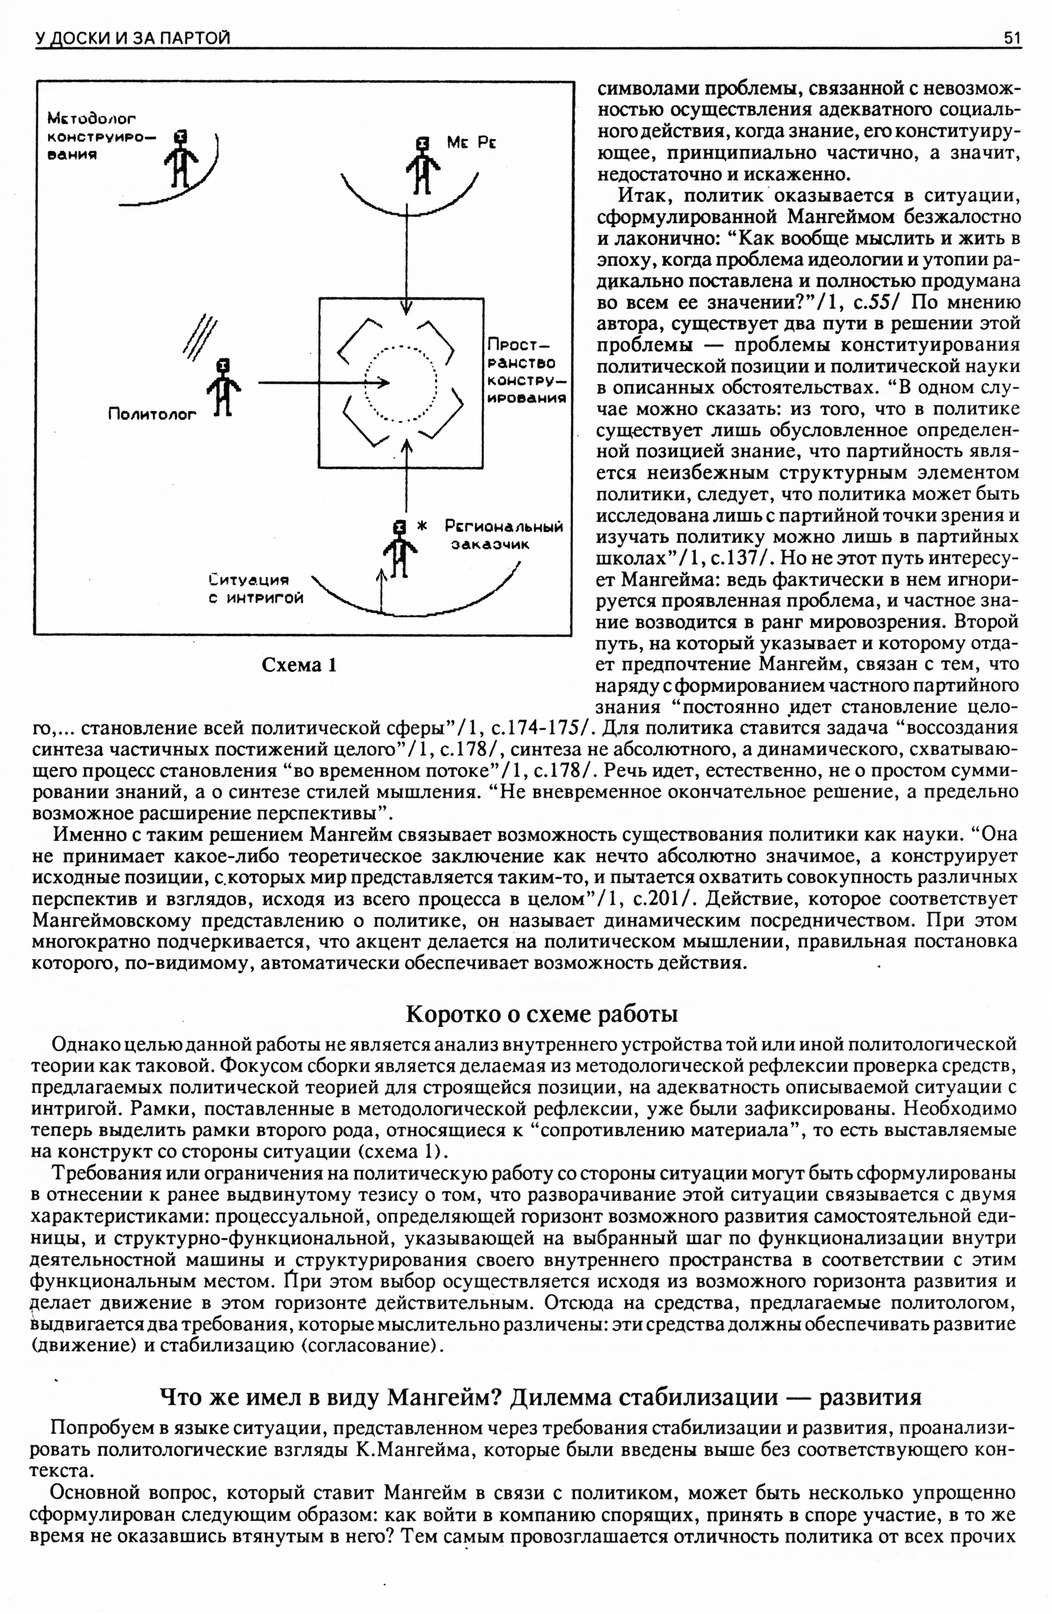 У ДОСКИ И ЗА ПАРТОЙ 51
Методолог
конструиро—
вания
Ме Ре
Прост—
ранство
констру—
ирования
Политолог
* Региональный
заказчик
Ситуация
с интригой
Схема 1
символами проблемы, связанной с невозмож-
ностью осуществления адекватного социаль-
ного действия, когда знание, его конституиру-
ющее, принципиально частично, а значит,
недостаточно и искаженно.
Итак, политик оказывается в ситуации,
сформулированной Мангеймом безжалостно
и лаконично: “Как вообще мыслить и жить в
эпоху, когда проблема идеологии и утопии ра-
дикально поставлена и полностью продумана
во всем ее значении?”/1, с.55/ По мнению
автора, существует два пути в решении этой
проблемы — проблемы конституирования
политической позиции и политической науки
в описанных обстоятельствах. “В одном слу-
чае можно сказать: из того, что в политике
существует лишь обусловленное определен-
ной позицией знание, что партийность явля-
ется неизбежным структурным элементом
политики, следует, что политика может быть
исследована лишь с партийной точки зрения и
изучать политику можно лишь в партийных
школах”/1, с.137/. Но не этот путь интересу-
ет Мангейма: ведь фактически в нем игнори-
руется проявленная проблема, и частное зна-
ние возводится в ранг мировозрения. Второй
путь, на который указывает и которому отда-
ет предпочтение Мангейм, связан с тем, что
наряду с формированием частного партийного
знания “постоянно идет становление цело-
го,... становление всей политической сферы”/1, с.174-175/. Для политика ставится задача “воссоздания
синтеза частичных постижений целого”/1, с.178/, синтеза не абсолютного, а динамического, схватываю-
щего процесс становления “во временном потоке”/1, с.178/. Речь идет, естественно, не о простом сумми-
ровании знаний, а о синтезе стилей мышления. “Не вневременное окончательное решение, а предельно
возможное расширение перспективы”.
Именно с таким решением Мангейм связывает возможность существования политики как науки. “Она
не принимает какое-либо теоретическое заключение как нечто абсолютно значимое, а конструирует
исходные позиции, с которых мир представляется таким-то, и пытается охватить совокупность различных
перспектив и взглядов, исходя из всего процесса в целом”/1, с.201/. Действие, которое соответствует
Мангеймовскому представлению о политике, он называет динамическим посредничеством. При этом
многократно подчеркивается, что акцент делается на политическом мышлении, правильная постановка
которого, по-видимому, автоматически обеспечивает возможность действия.
Коротко о схеме работы
Однако целью данной работы не является анализ внутреннего устройства той или иной политологической
теории как таковой. Фокусом сборки является делаемая из методологической рефлексии проверка средств,
предлагаемых политической теорией для строящейся позиции, на адекватность описываемой ситуации с
интригой. Рамки, поставленные в методологической рефлексии, уже были зафиксированы. Необходимо
теперь выделить рамки второго рода, относящиеся к “сопротивлению материала”, то есть выставляемые
на конструкт со стороны ситуации (схема 1).
Требования или ограничения на политическую работу со стороны ситуации могут быть сформулированы
в отнесении к ранее выдвинутому тезису о том, что разворачивание этой ситуации связывается с двумя
характеристиками: процессуальной, определяющей горизонт возможного развития самостоятельной еди-
ницы, и структурно-функциональной, указывающей на выбранный шаг по функционализации внутри
деятельностной машины и структурирования своего внутреннего пространства в соответствии с этим
функциональным местом. При этом выбор осуществляется исходя из возможного горизонта развития и
делает движение в этом горизонте действительным. Отсюда на средства, предлагаемые политологом,
выдвигается два требования, которые мыслительно различены: эти средства должны обеспечивать развитие
(движение) и стабилизацию (согласование).
Что же имел в виду Мангейм? Дилемма стабилизации — развития
Попробуем в языке ситуации, представленном через требования стабилизации и развития, проанализи-
ровать политологические взгляды К.Мангейма, которые были введены выше без соответствующего кон-
текста.
Основной вопрос, который ставит Мангейм в связи с политиком, может быть несколько упрощенно
сформулирован следующим образом: как войти в компанию спорящих, принять в споре участие, в то же
время не оказавшись втянутым в него? Тем самым провозглашается отличность политика от всех прочих